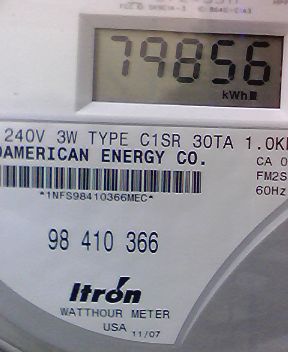 79856
kWh
240V 3W TYPE C1SR 30TA 1.0K
AMERICAN ENERGY CO.
CA 0
*1NFS98410366MEC*
FM2S
60Hz
98 410 366
Itron
WATTHOUR METER
USA 11/07